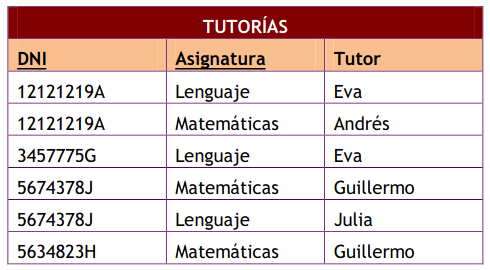 TUTORÍAS
DNI Asignatura Tutor
12121219A Lenguaje Eva
12121219A Matemáticas Andrés
3457775G Lenguaje Eva
5674378J Matemáticas Guillermo
5674378J Lenguaje Julia
5634823H Matemáticas Guillermo